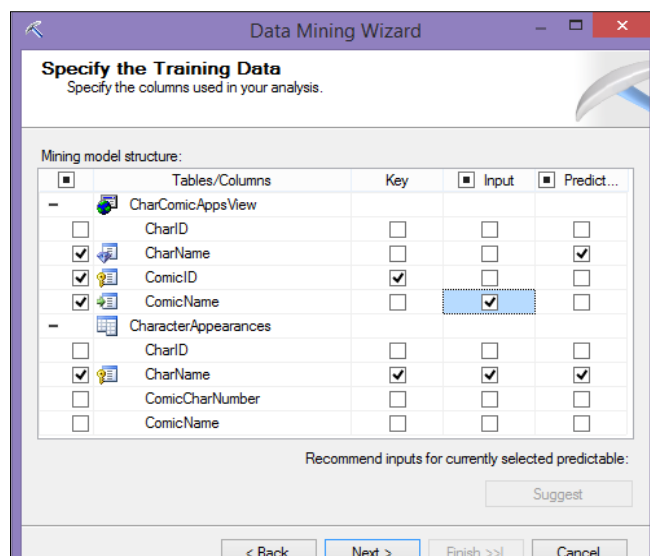 Data Mining Wizard
Specify the Training Data
Specify the columns used in your analysis.
Mining model structure:
Tables/Columns Key Input Predict...
CharComicAppsView
CharID
CharName
ComicID
ComicName
CharacterAppearances
CharID
CharName
ComicCharNumber
ComicName
Recommend inputs for currently selected predictable:
Suggest
< Back Next > Finish >>| Cancel